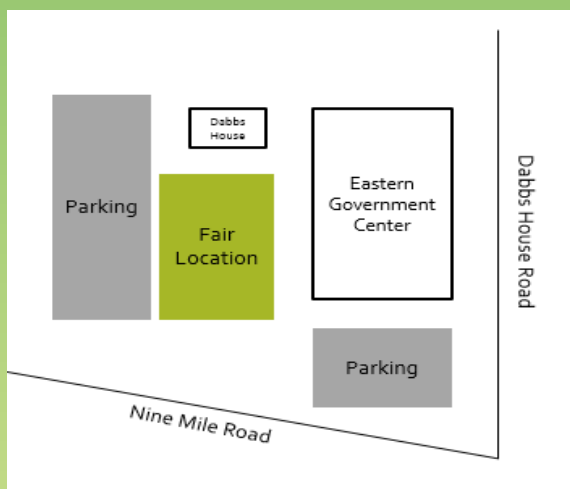 Dabbs
House
Parking
Fair
Location
Eastern
Government
Center
Dabbs House Road
Parking
Nine Mile Road